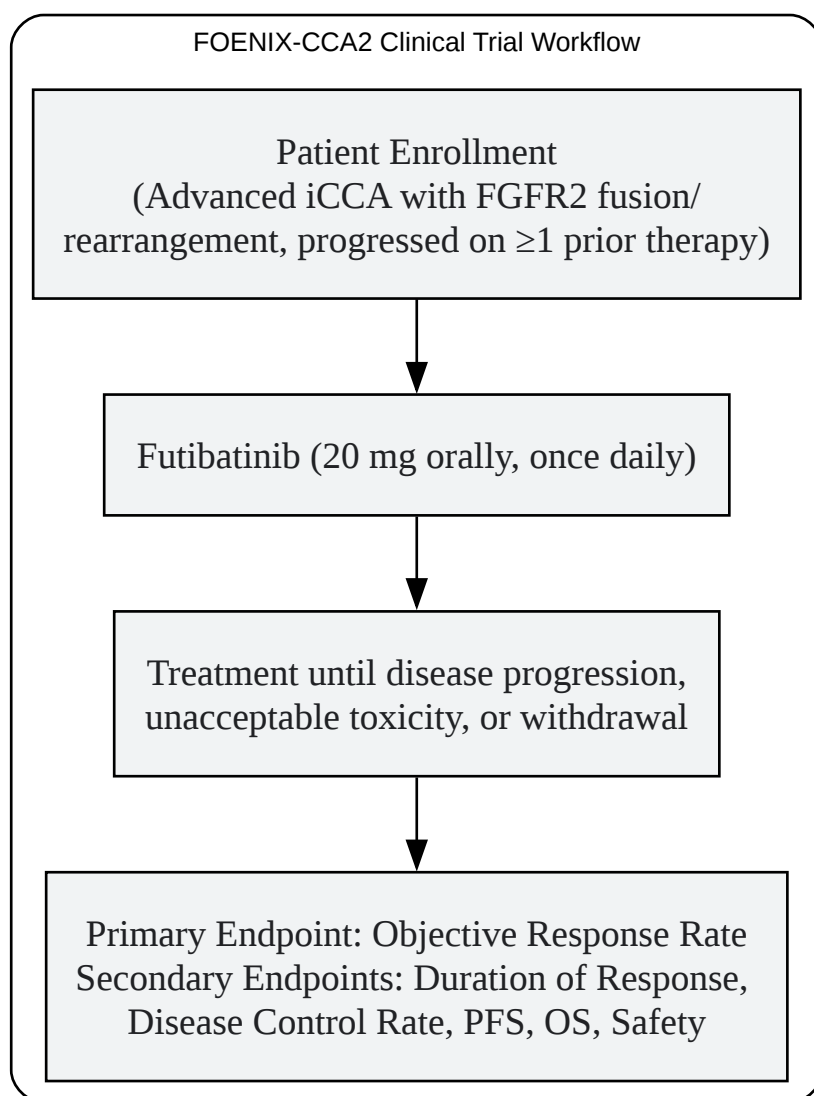 FOENIX-CCA2 Clinical Trial Workflow
Patient Enrollment
(Advanced iCCA with FGFR2 fusion/
rearrangement, progressed on ≥1 prior therapy)
Futibatinib (20 mg orally, once daily)
Treatment until disease progression,
unacceptable toxicity, or withdrawal
Primary Endpoint: Objective Response Rate
Secondary Endpoints: Duration of Response,
Disease Control Rate, PFS, OS, Safety